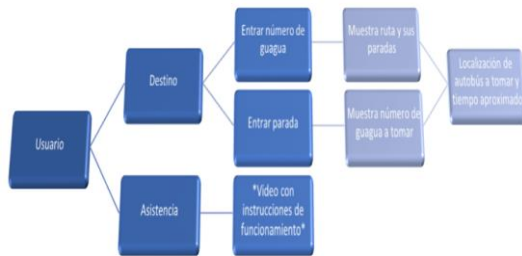 Usuario
Destino
Asistencia
Entrar número de
guagua
Entrar parada
*Video con
instrucciones de
funcionamiento*
Muestra ruta y sus
paradas
Muestra número de
guagua a tomar
Localización de
autobús a tomar y
tiempo aproximado